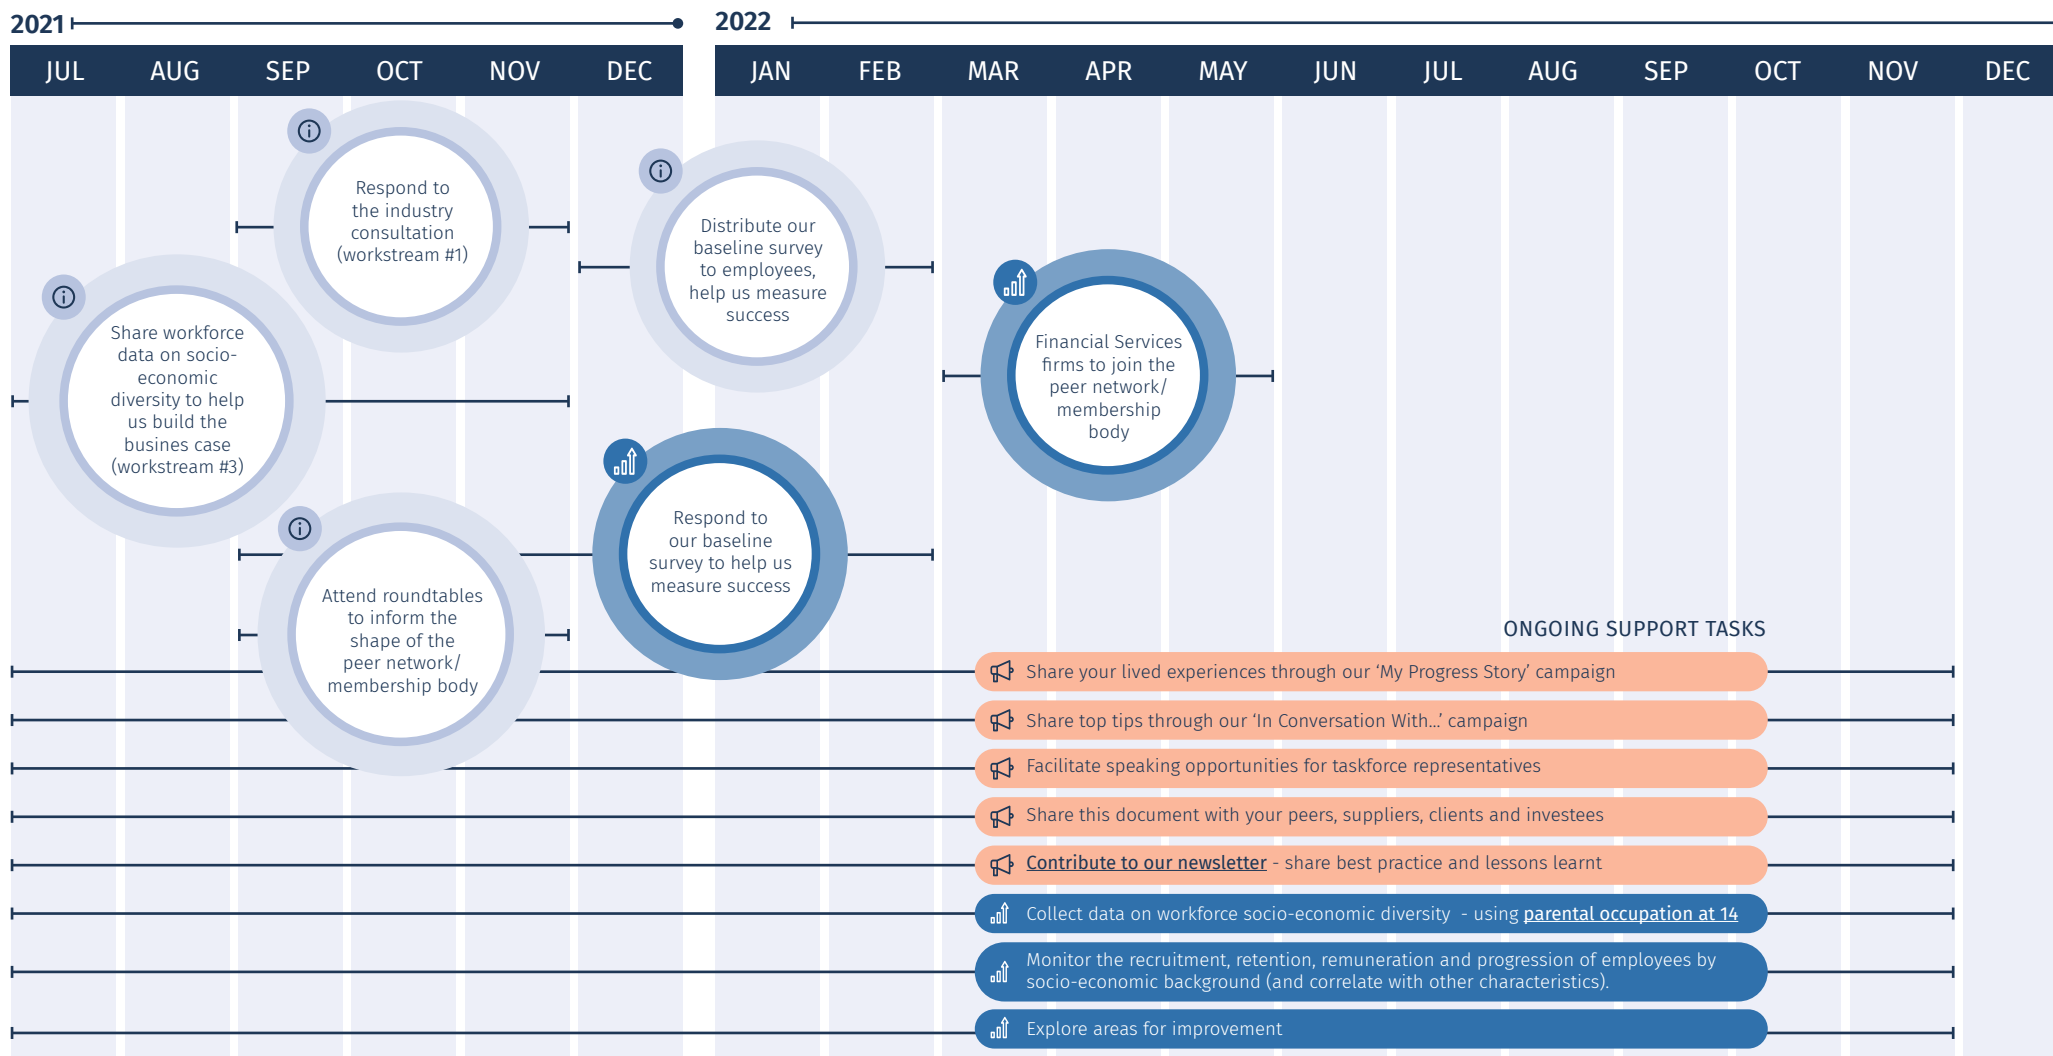 2021
2022
JUL AUG SEP OCT NOV DEC JAN FEB MAR APR MAY JUN JUL AUG SEP OCT NOV DEC
Respond to
the industry
consultation
(workstream #1)
Distribute our
baseline survey
to employees,
help us measure
success
Share workforce
data on socio-
economic
diversity to help
us build the
busines case
(workstream #3)
Financial Services
firms to join the
peer network/
membership
body
Respond to
our baseline
survey to help us
measure success
Attend roundtables
to inform the
shape of the
peer network/
membership body
ONGOING SUPPORT TASKS
Share your lived experiences through our ‘My Progress Story’ campaign
Share top tips through our ‘In Conversation With...’ campaign
Facilitate speaking opportunities for taskforce representatives
Share this document with your peers, suppliers, clients and investees
Contribute to our newsletter - share best practice and lessons learnt
Collect data on workforce socio-economic diversity - using parental occupation at 14
Monitor the recruitment, retention, remuneration and progression of employees by
socio-economic background (and correlate with other characteristics).
Explore areas for improvement